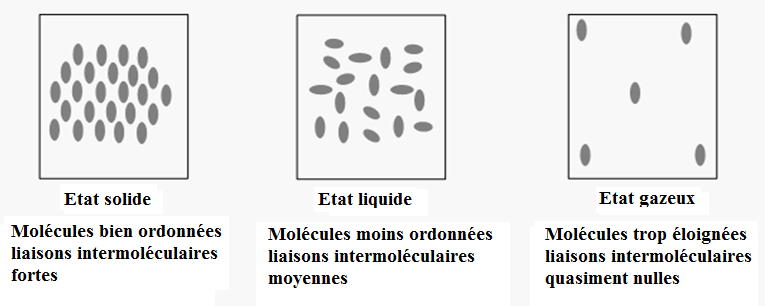 Etat solide
Molécules bien ordonnées
liaisons intermoléculaires
fortes
Etat liquide
Molécules moins ordonnées
liaisons intermoléculaires
moyennes
Etat gazeux
Molécules trop éloignées
liaisons intermoléculaires
quasiment nulles